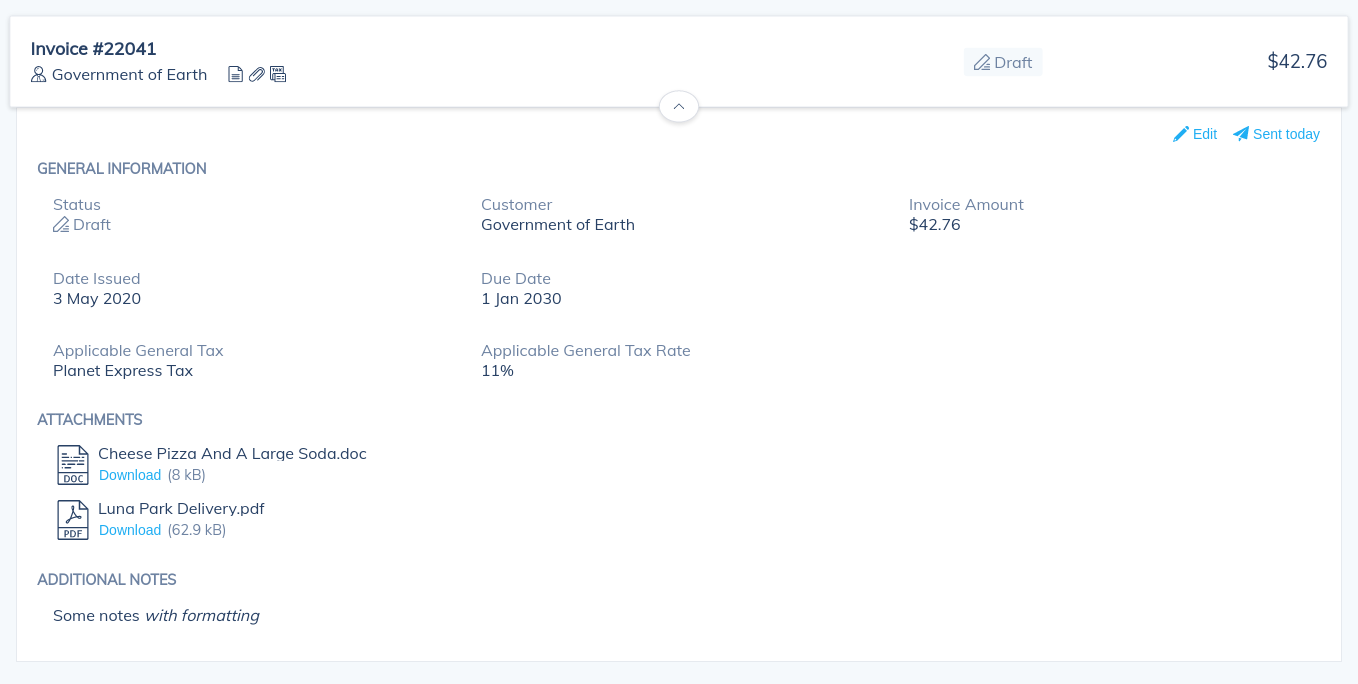 Invoice #22041
Government of Earth
TAX
Draft
$42.76
Edit
Sent today
GENERAL INFORMATION
Status
Draft
Customer
Government of Earth
Invoice Amount
$42.76
Date Issued
3 May 2020
Due Date
1 Jan 2030
Applicable General Tax
Planet Express Tax
Applicable General Tax Rate
11%
ATTACHMENTS
DOC
Cheese Pizza And A Large Soda.doc
Download (8 kB)
PDF
Luna Park Delivery.pdf
Download (62.9 kB)
ADDITIONAL NOTES
Some notes with formatting